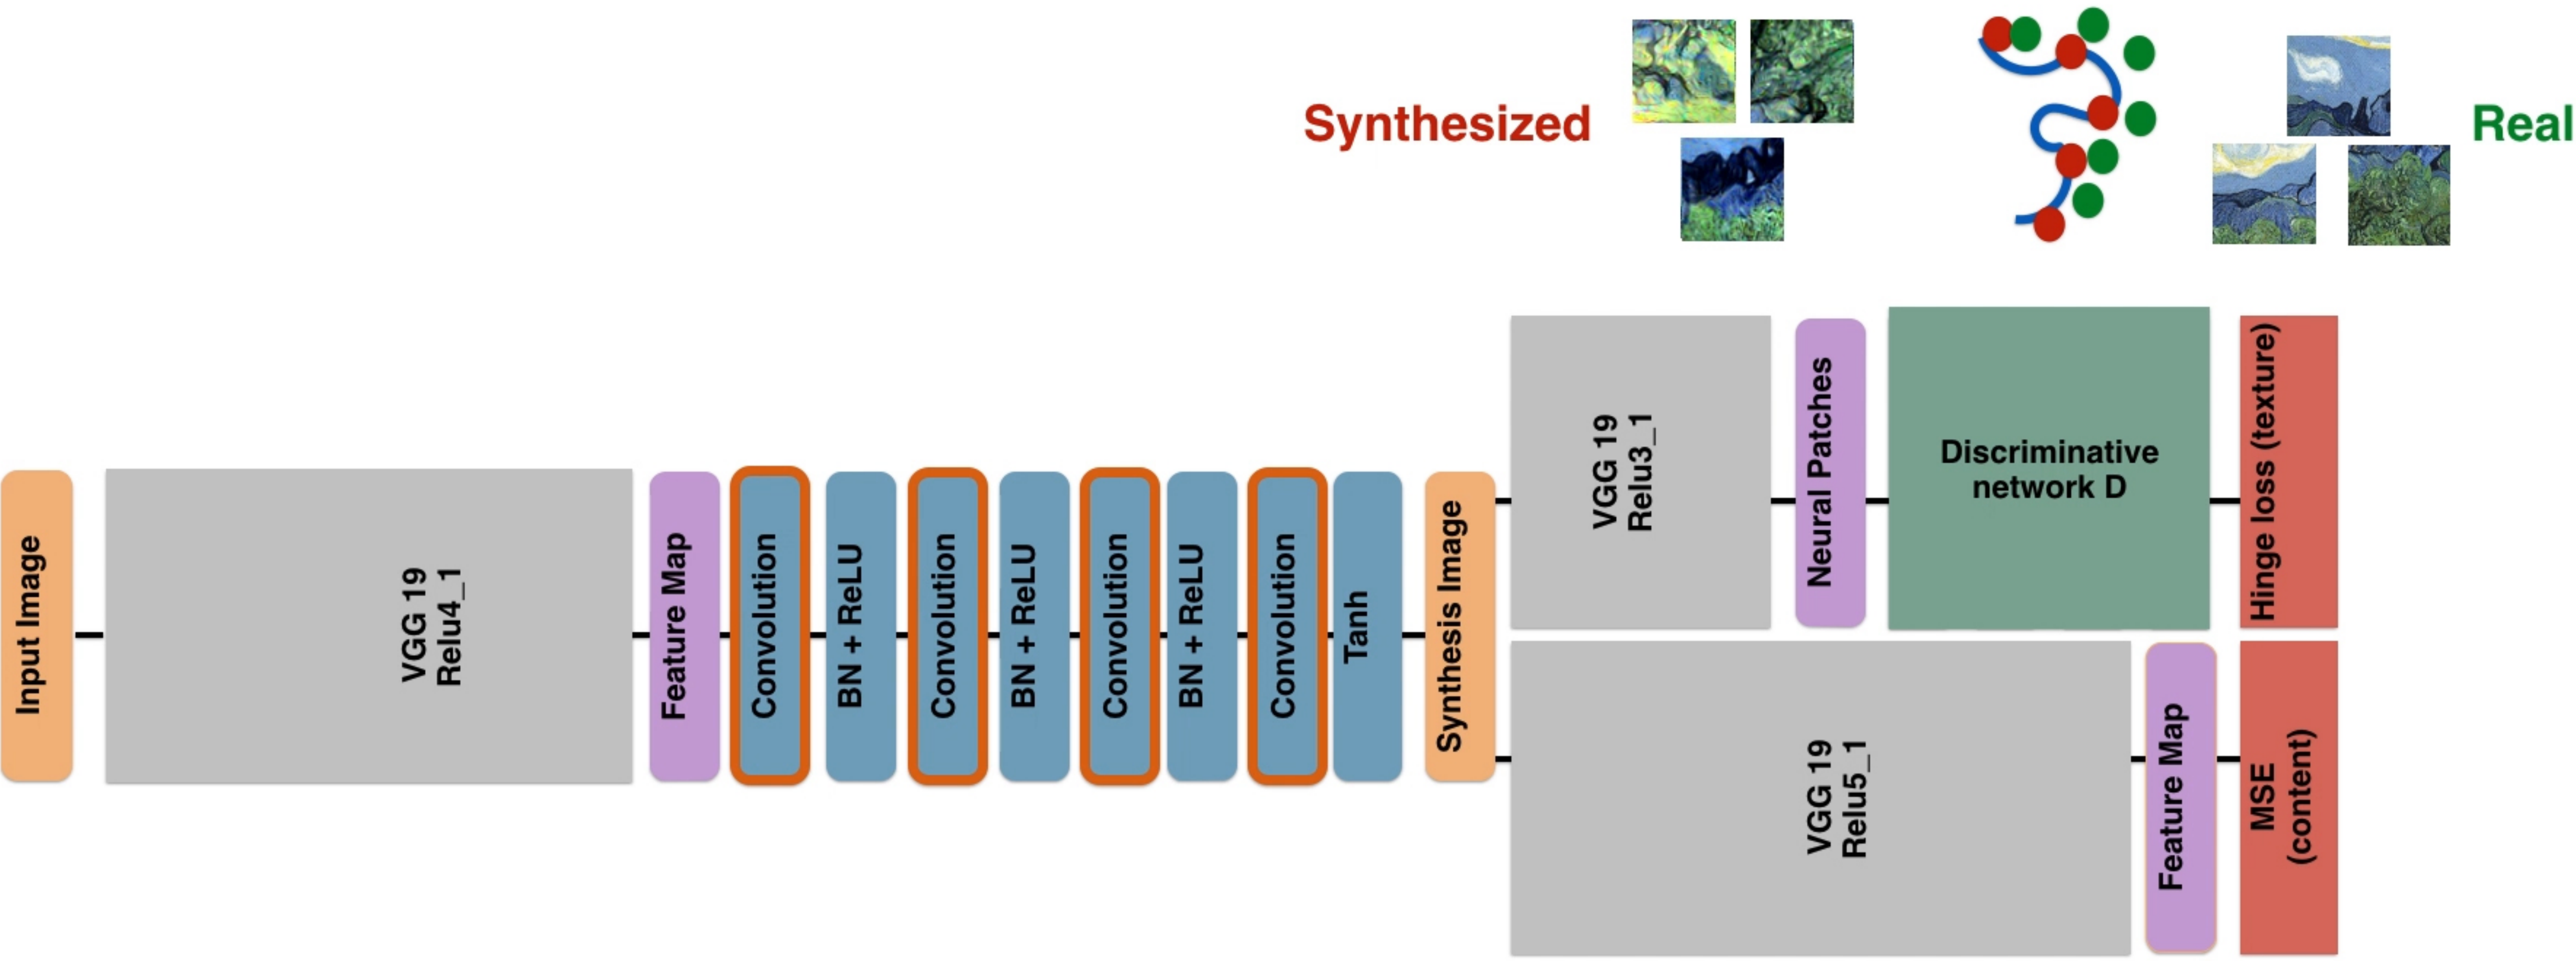 Synthesized
Real
Input Image
VGG 19
Relu4_1
Feature Map
Convolution
BN + ReLU
Convolution
BN + ReLU
Convolution
BN + ReLU
Convolution
Tanh
Synthesis Image
VGG 19
Relu3_1
Neural Patches
Discriminative
network D
Hinge loss (texture)
VGG 19
Relu5_1
Feature Map
MSE
(content)